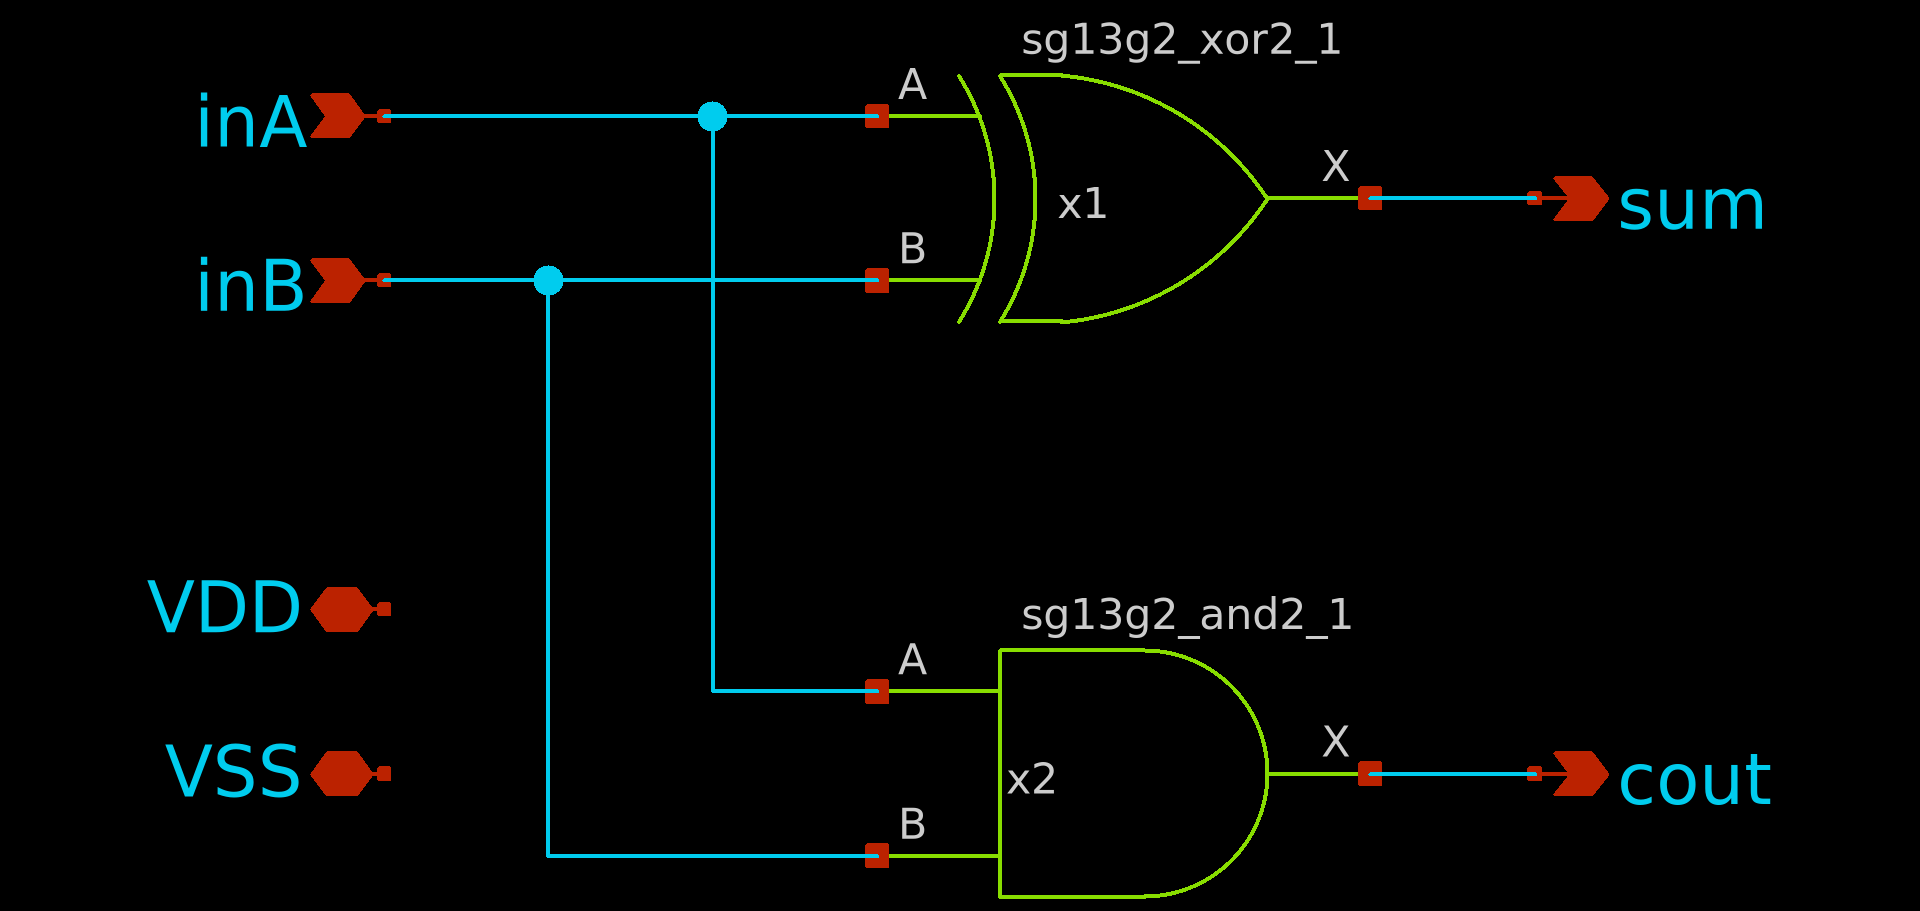 sg13g2_xor2_1
inA
A
x1
X
sum
inB
B
VDD
sg13g2_and2_1
A
x2
X
cout
VSS
B